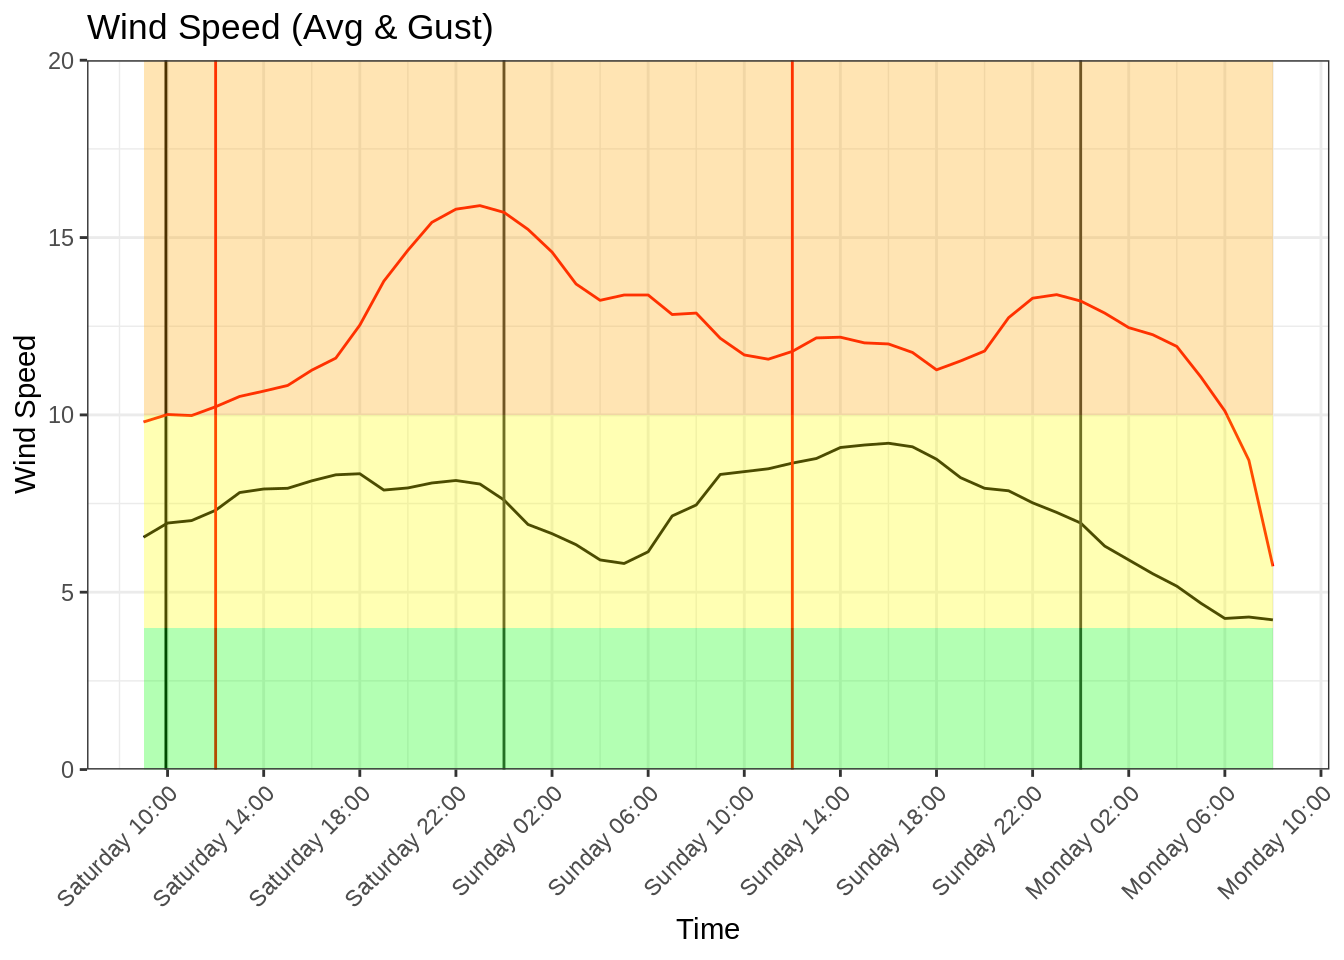 Wind Speed (Avg & Gust)
20
15
10
5
0
Wind Speed
Saturday 10:00
Saturday 14:00
Saturday 18:00
Saturday 22:00
Sunday 02:00
Sunday 06:00
Sunday 10:00
Sunday 14:00
Sunday 18:00
Sunday 22:00
Monday 02:00
Monday 06:00
Monday 10:00
Time